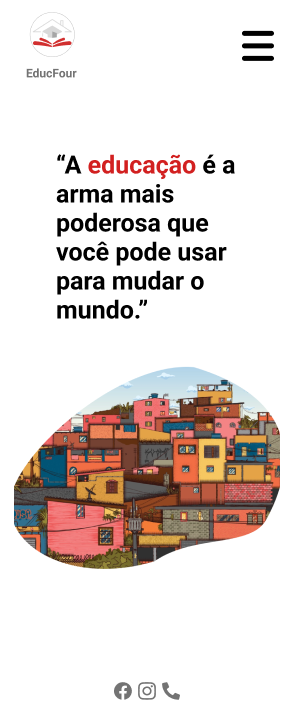 EducFour
“A educação é a
arma mais
poderosa que
você pode usar
para mudar o
mundo.”